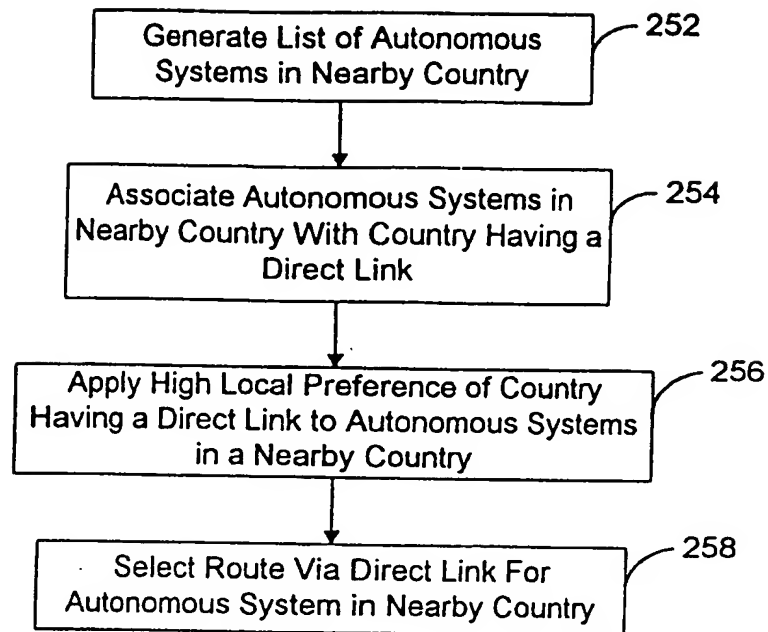 Generate List of Autonomous
Systems in Nearby Country
252
Associate Autonomous Systems in
Nearby Country With Country Having a
Direct Link
254
Apply High Local Preference of Country
Having a Direct Link to Autonomous Systems
in a Nearby Country
256
Select Route Via Direct Link For
Autonomous System in Nearby Country
258